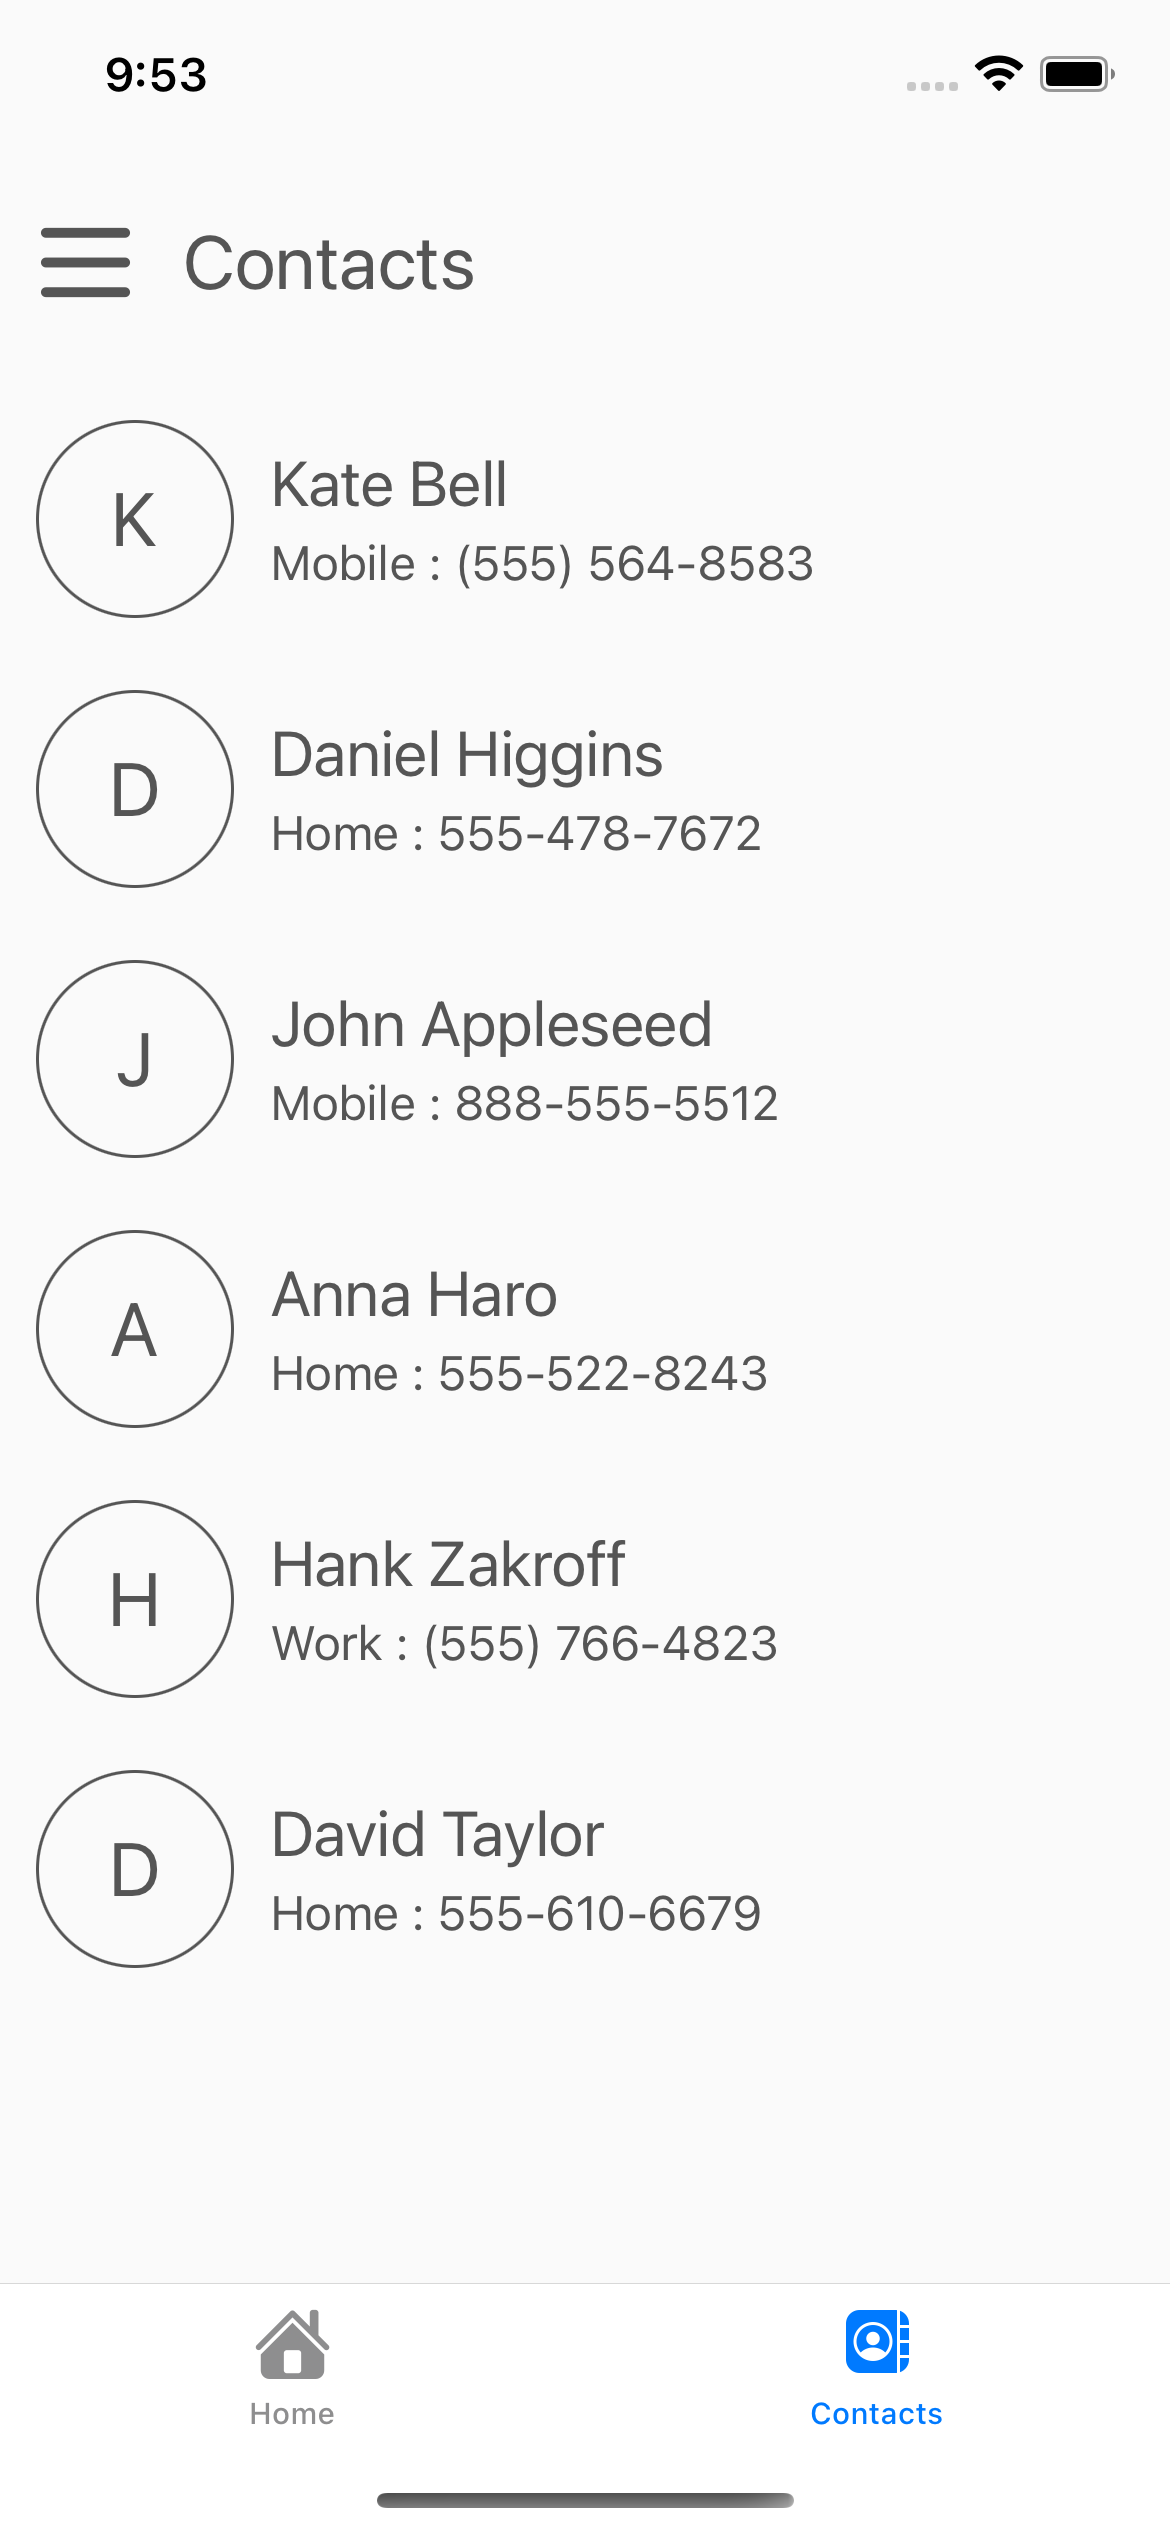 9:53
Contacts
K
Kate Bell
Mobile : (555) 564-8583
D
Daniel Higgins
Home : 555-478-7672
J
John Appleseed
Mobile : 888-555-5512
A
Anna Haro
Home : 555-522-8243
H
Hank Zakroff
Work : (555) 766-4823
D
David Taylor
Home : 555-610-6679
Home
Contacts